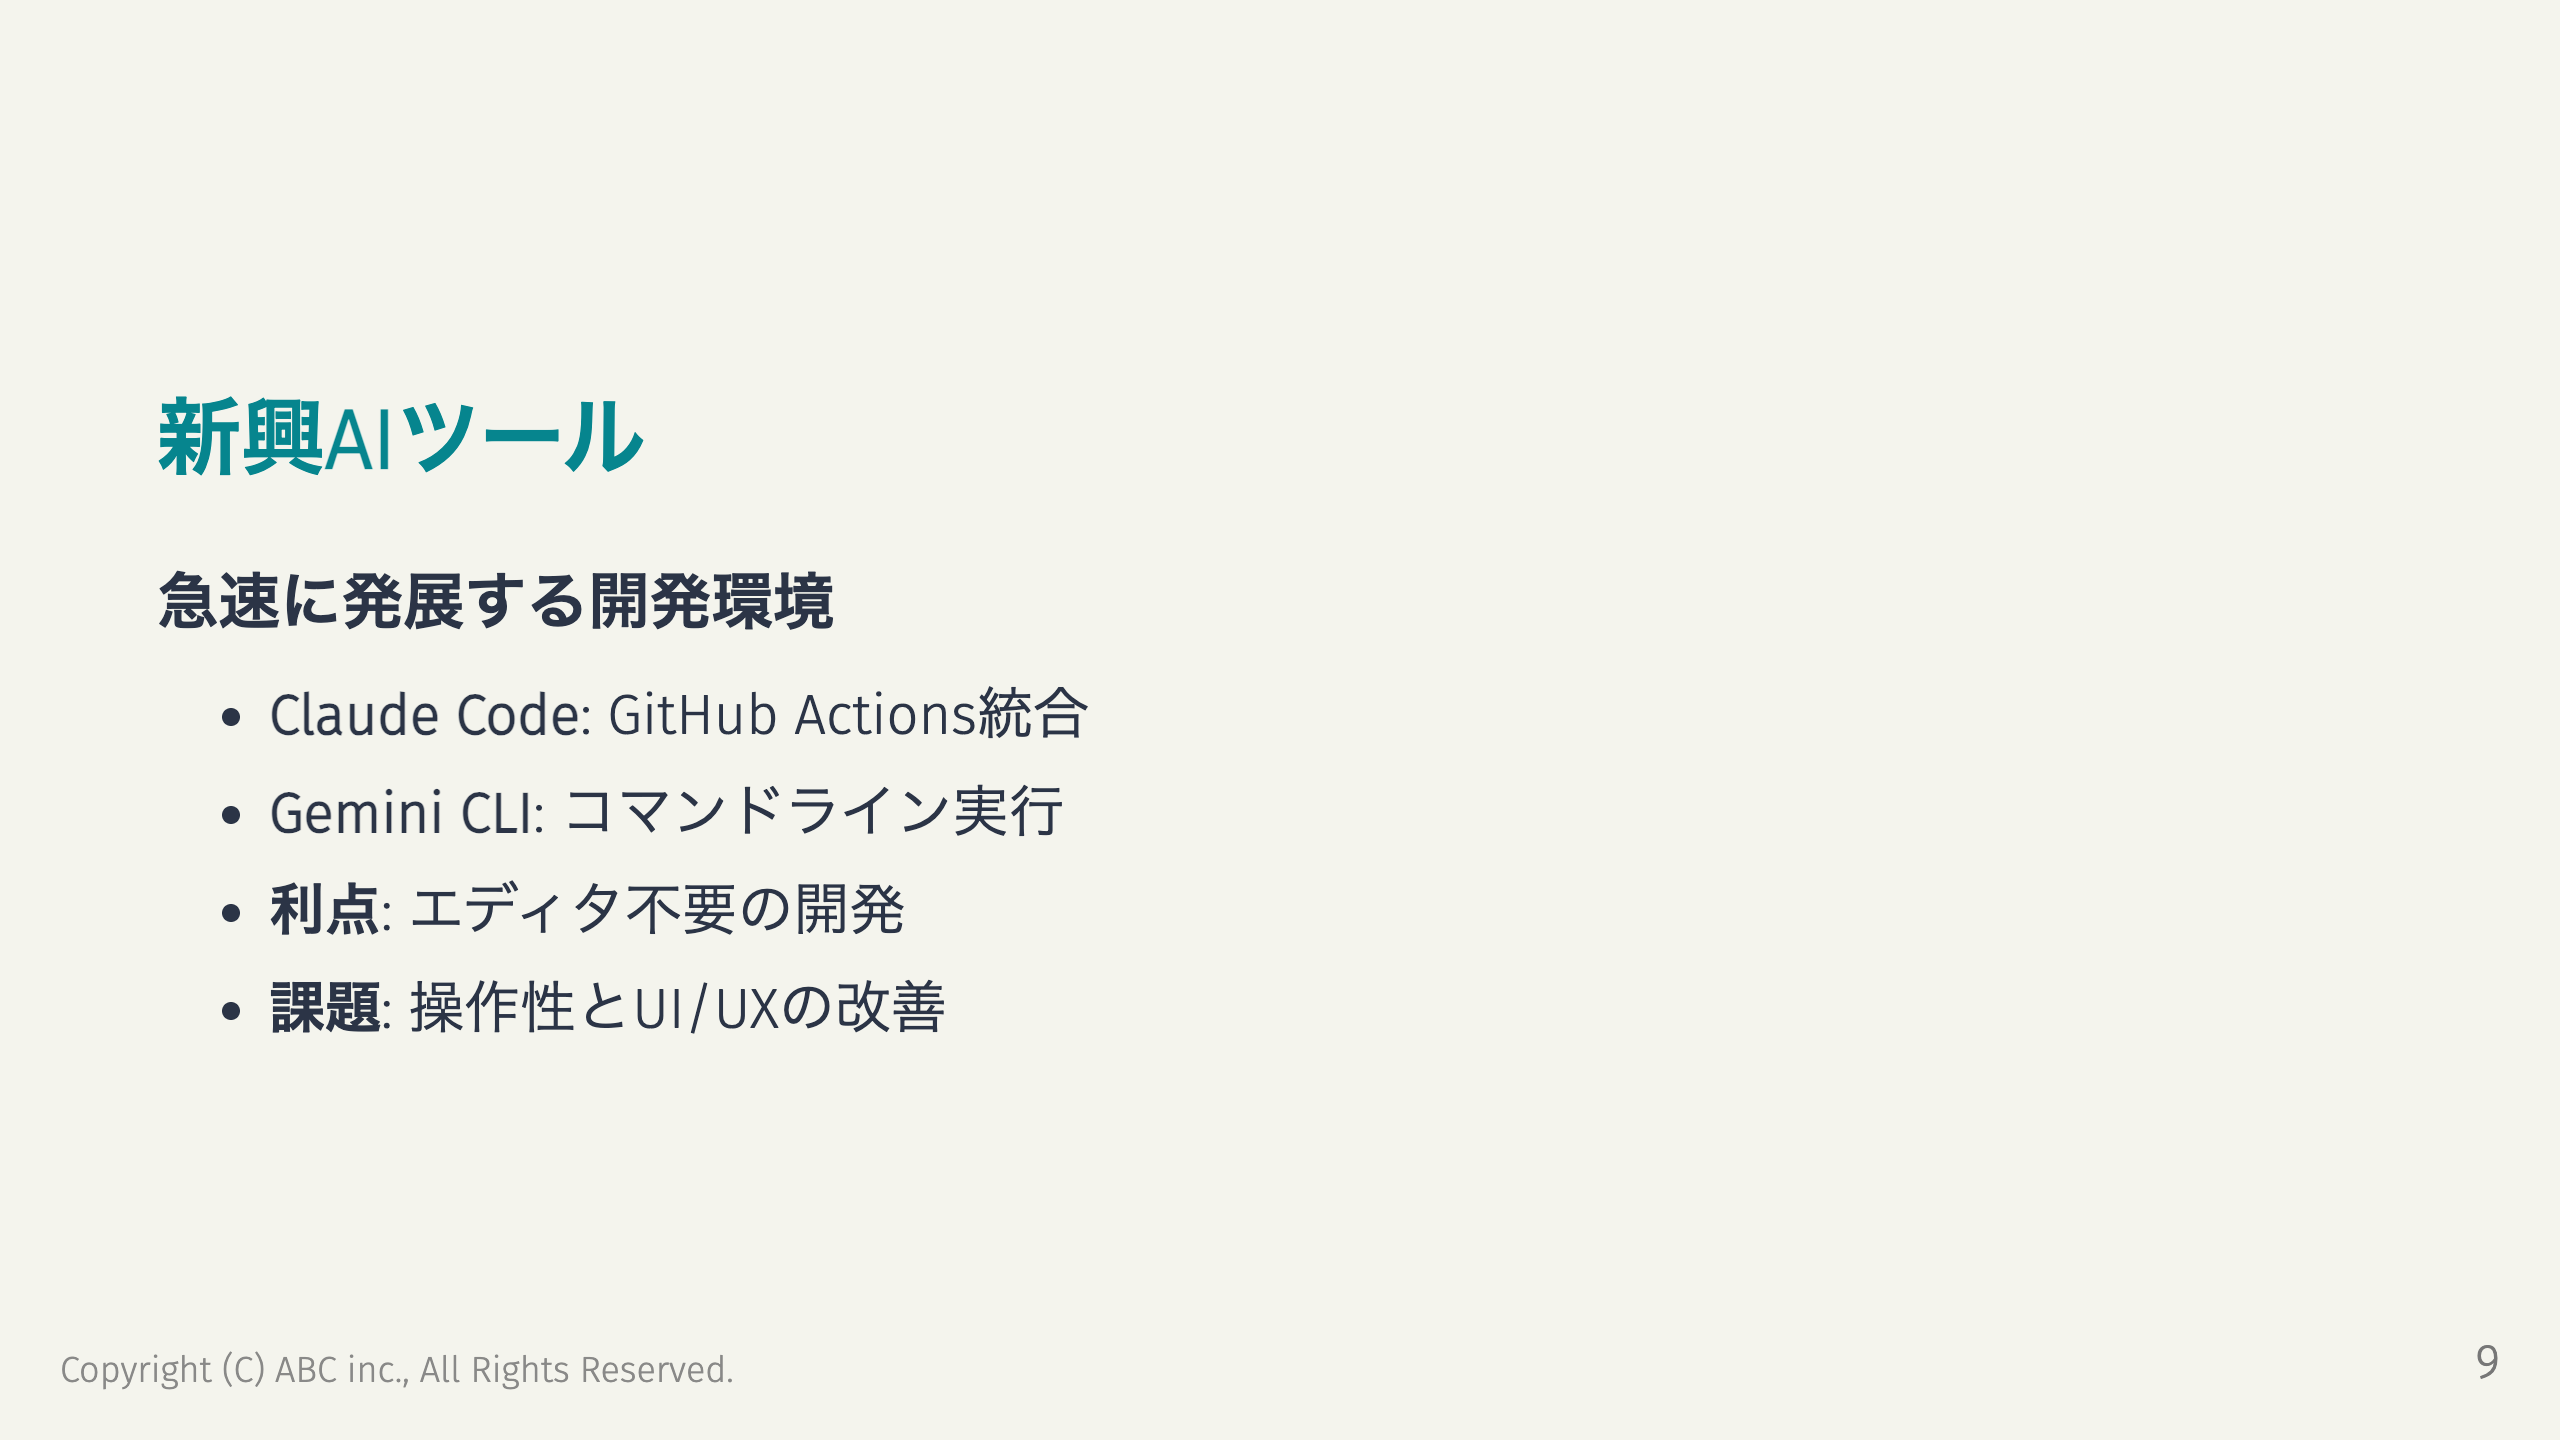 新興AIツール
急速に発展する開発環境
• Claude Code: GitHub Actions統合
• Gemini CLI: コマンドライン実行
• 利点: エディタ不要の開発
• 課題: 操作性とUI/UXの改善
Copyright (C) ABC inc., All Rights Reserved.
9